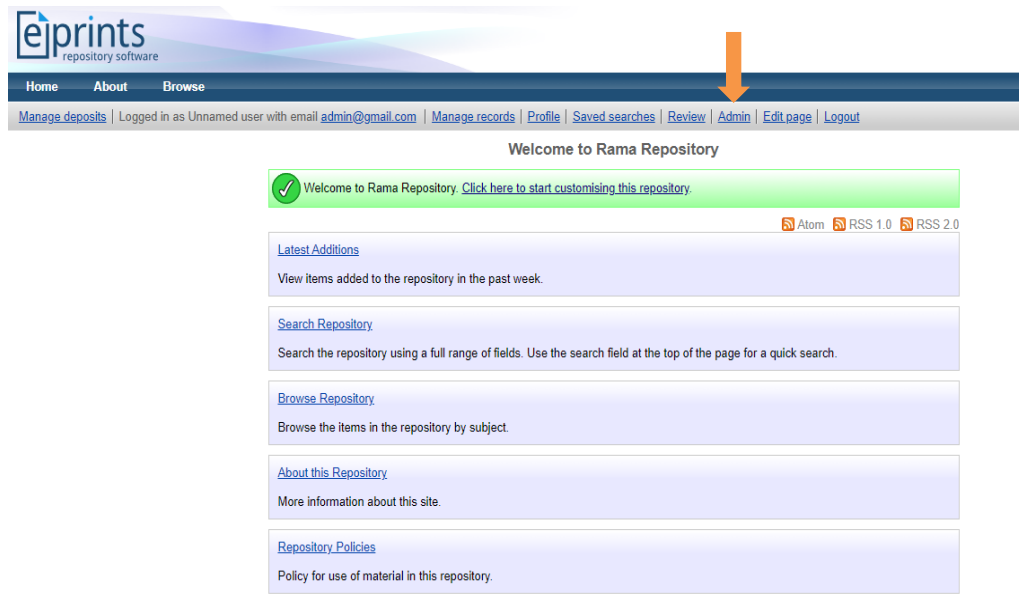 eprints
repository software
Home About Browse
Manage deposits | Logged in as Unnamed user with email admin@gmail.com | Manage records | Profile | Saved searches | Review | Admin | Edit page | Logout
Welcome to Rama Repository
Welcome to Rama Repository. Click here to start customising this repository.
Atom RSS 1.0 RSS 2.0
Latest Additions
View items added to the repository in the past week.
Search Repository
Search the repository using a full range of fields. Use the search field at the top of the page for a quick search.
Browse Repository
Browse the items in the repository by subject.
About this Repository
More information about this site.
Repository Policies
Policy for use of material in this repository.